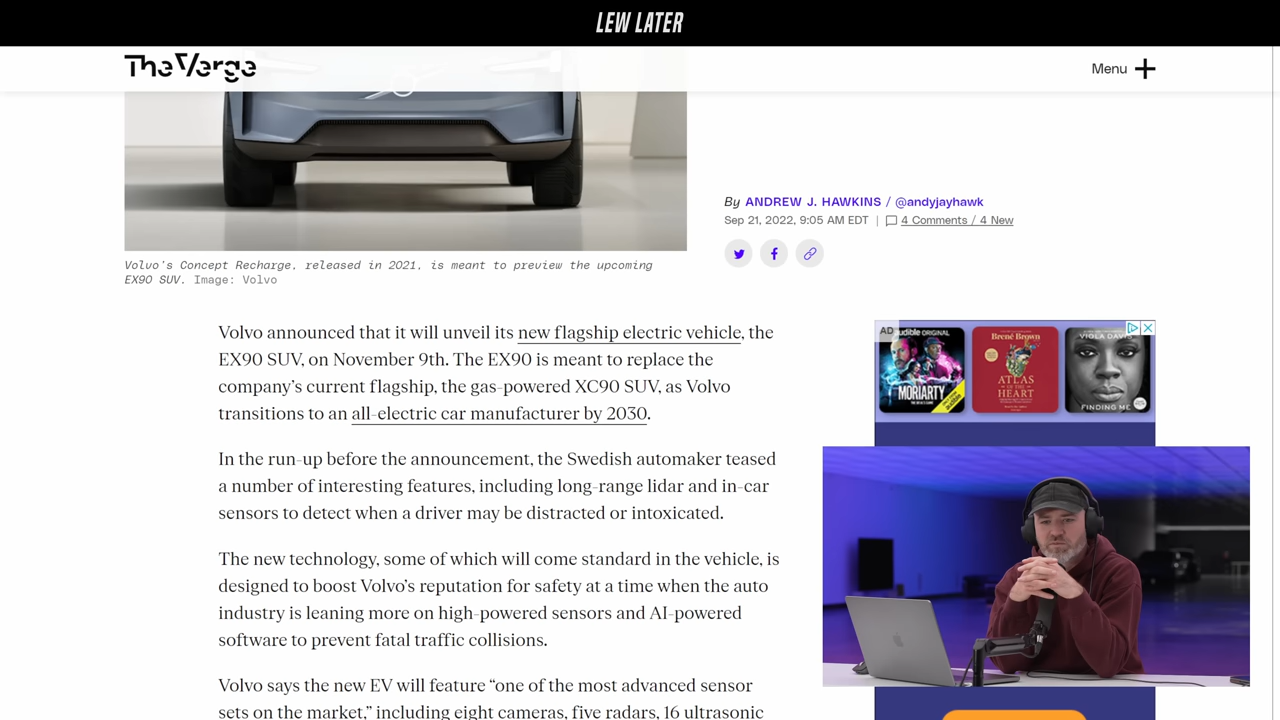 LEW LATER
The Verge
Menu
By ANDREW J. HAWKINS / @andyjayhawk
Sep 21, 2022, 9:05 AM EDT | 4 Comments / 4 New
Volvo's Concept Recharge, released in 2021, is meant to preview the upcoming
EX90 SUV. Image: Volvo
Volvo announced that it will unveil its new flagship electric vehicle, the
EX90 SUV, on November 9th. The EX90 is meant to replace the
company's current flagship, the gas-powered XC90 SUV, as Volvo
transitions to an all-electric car manufacturer by 2030.
In the run-up before the announcement, the Swedish automaker teased
a number of interesting features, including long-range lidar and in-car
sensors to detect when a driver may be distracted or intoxicated.
The new technology, some of which will come standard in the vehicle, is
designed to boost Volvo's reputation for safety at a time when the auto
industry is leaning more on high-powered sensors and AI-powered
software to prevent fatal traffic collisions.
Volvo says the new EV will feature “one of the most advanced sensor
sets on the market,” including eight cameras, five radars, 16 ultrasonic
AD
audible ORIGINAL
MORIARTY
Brené Brown
ATLAS
OF THE
HEART
VIOLA DAVIS
FINDING ME